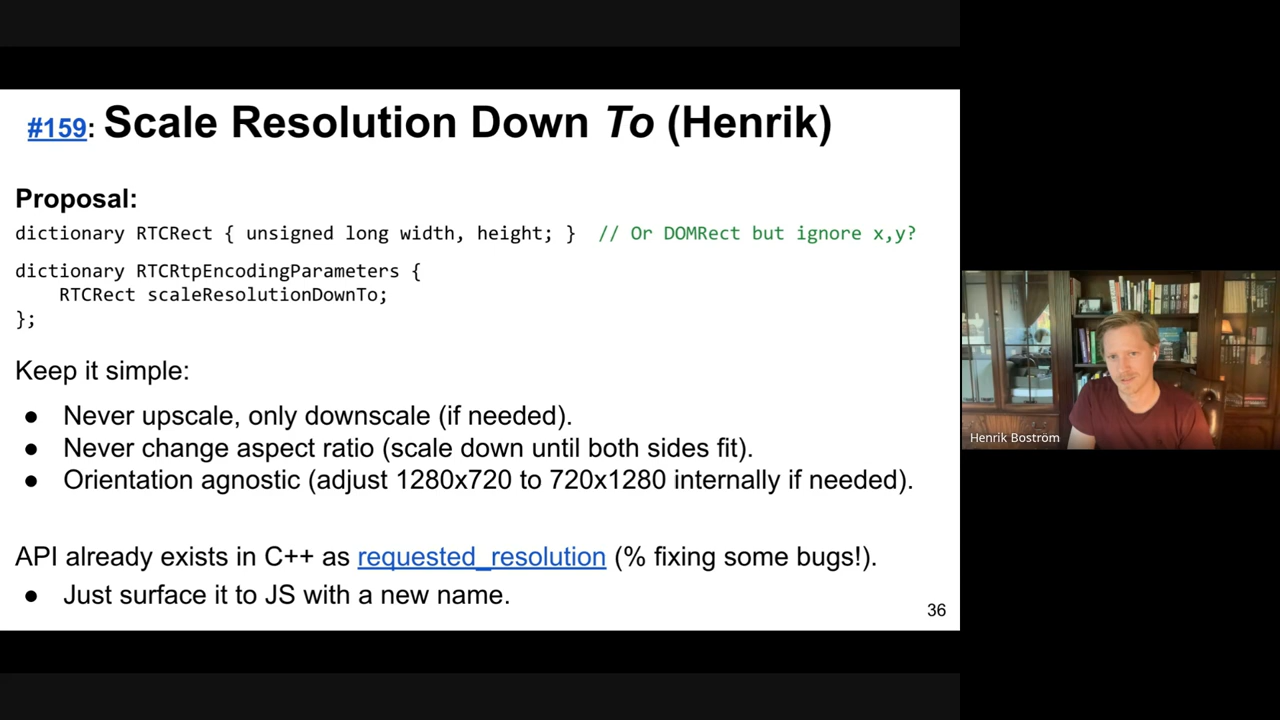 #159: Scale Resolution Down To (Henrik)
Proposal:
dictionary RTCRect { unsigned long width, height; } // Or DOMRect but ignore x,y?
dictionary RTCRtpEncodingParameters {
RTCRect scaleResolutionDownTo;
};
Keep it simple:
● Never upscale, only downscale (if needed).
● Never change aspect ratio (scale down until both sides fit).
● Orientation agnostic (adjust 1280x720 to 720x1280 internally if needed).
API already exists in C++ as requested_resolution (% fixing some bugs!).
● Just surface it to JS with a new name.
36
Henrik Boström